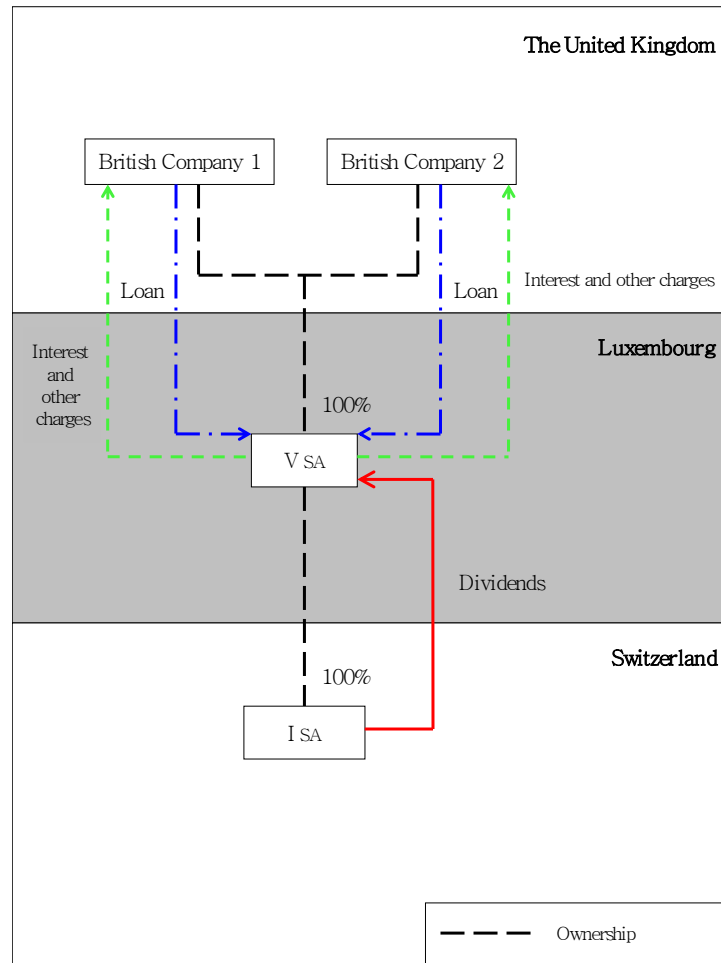 The United Kingdom
British Company 1
British Company 2
Loan
Loan
Interest and other charges
Luxembourg
Interest
and
other
charges
100%
V SA
Dividends
Switzerland
100%
I SA
Ownership